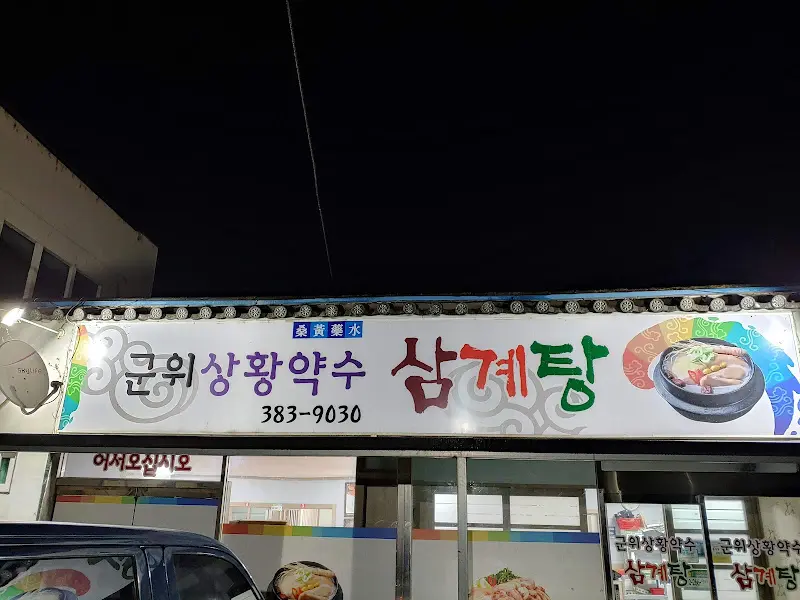 桑黃藥水
군위 상황약수 삼계탕
383-9030
어서오십시오
군위상황약수
삼계탕
군위상황약수
삼계탕